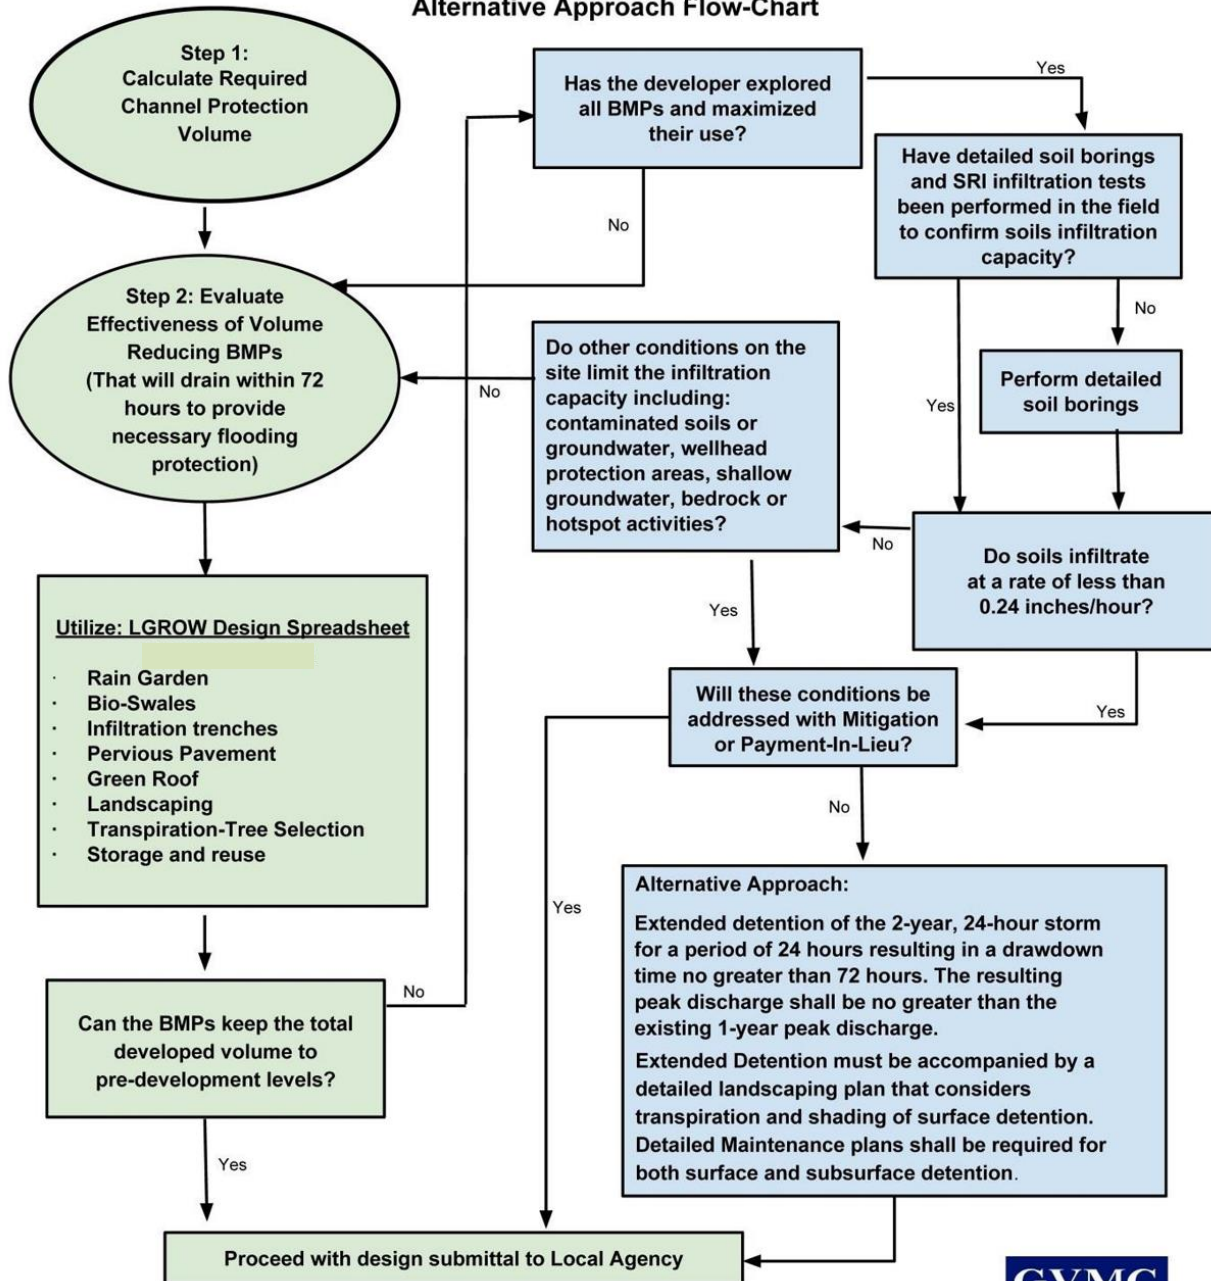 Alternative Approach Flow-Chart
Step 1:
Calculate Required
Channel Protection
Volume
Step 2: Evaluate
Effectiveness of Volume
Reducing BMPs
(That will drain within 72
hours to provide
necessary flooding
protection)
Utilize: LGROW Design Spreadsheet
· Rain Garden
· Bio-Swales
· Infiltration trenches
· Pervious Pavement
· Green Roof
· Landscaping
· Transpiration-Tree Selection
· Storage and reuse
Can the BMPs keep the total
developed volume to
pre-development levels?
No
Yes
Has the developer explored
all BMPs and maximized
their use?
Yes
No
Have detailed soil borings
and SRI infiltration tests
been performed in the field
to confirm soils infiltration
capacity?
No
Yes
Perform detailed
soil borings
Do soils infiltrate
at a rate of less than
0.24 inches/hour?
No
Yes
Do other conditions on the
site limit the infiltration
capacity including:
contaminated soils or
groundwater, wellhead
protection areas, shallow
groundwater, bedrock or
hotspot activities?
No
Yes
Will these conditions be
addressed with Mitigation
or Payment-In-Lieu?
No
Yes
Alternative Approach:
Extended detention of the 2-year, 24-hour storm
for a period of 24 hours resulting in a drawdown
time no greater than 72 hours. The resulting
peak discharge shall be no greater than the
existing 1-year peak discharge.
Extended Detention must be accompanied by a
detailed landscaping plan that considers
transpiration and shading of surface detention.
Detailed Maintenance plans shall be required for
both surface and subsurface detention.
Proceed with design submittal to Local Agency
GVMC